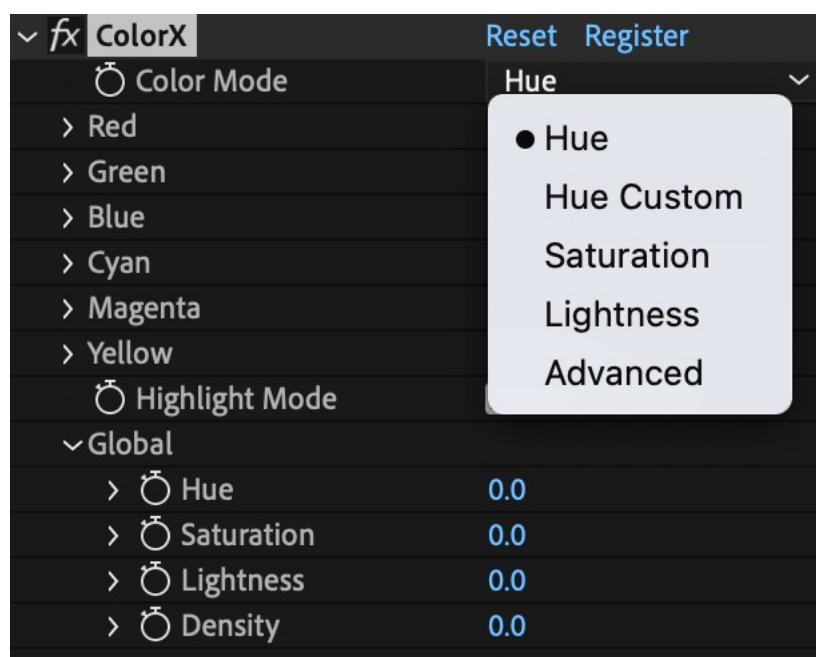 fx ColorX Reset Register
Color Mode Hue
Red
Hue
Green
Hue Custom
Blue
Saturation
Cyan
Magenta
Lightness
Yellow
Advanced
Highlight Mode
Global
Hue 0.0
Saturation 0.0
Lightness 0.0
Density 0.0